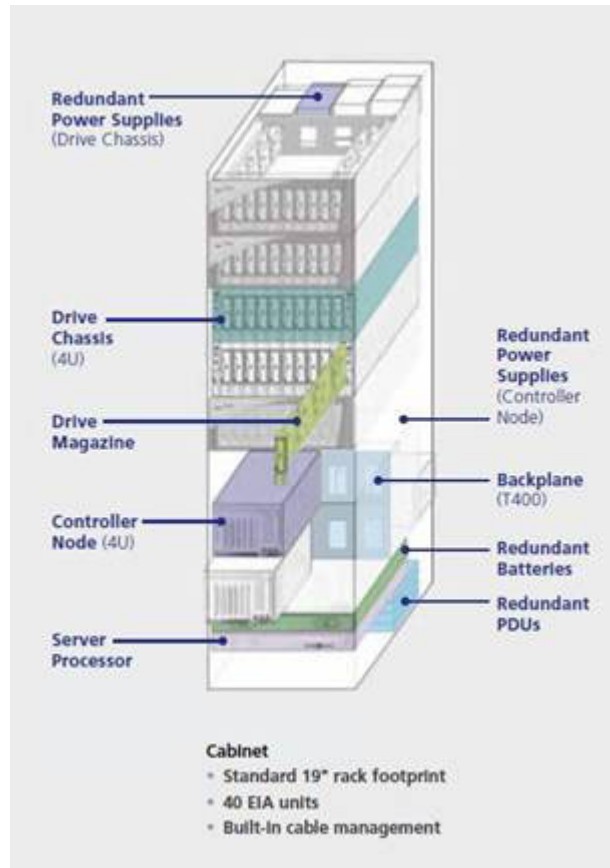 Redundant
Power Supplies
(Drive Chassis)
Drive
Chassis
(4U)
Drive
Magazine
Controller
Node (4U)
Server
Processor
Redundant
Power
Supplies
(Controller
Node)
Backplane
(T400)
Redundant
Batteries
Redundant
PDUs
Cabinet
• Standard 19" rack footprint
• 40 EIA units
• Built-in cable management